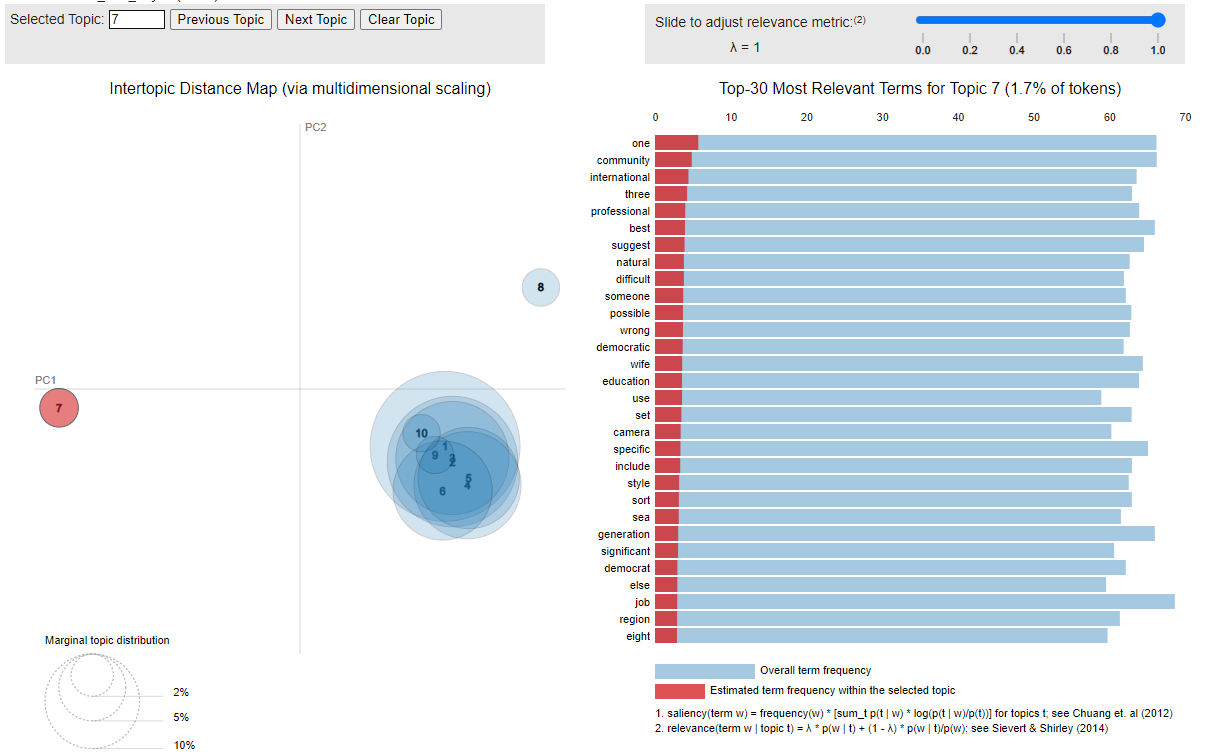 Selected Topic: 7 Previous Topic Next Topic Clear Topic
Slide to adjust relevance metric:(2)
λ = 1
0.0 0.2 0.4 0.6 0.8 1.0
Intertopic Distance Map (via multidimensional scaling)
PC2
PC1
8
7
10
1
9
3
2
5
4
6
Marginal topic distribution
2%
5%
10%
Top-30 Most Relevant Terms for Topic 7 (1.7% of tokens)
0 10 20 30 40 50 60 70
one
community
international
three
professional
best
suggest
natural
difficult
someone
possible
wrong
democratic
wife
education
use
set
camera
specific
include
style
sort
sea
generation
significant
democrat
else
job
region
eight
Overall term frequency
Estimated term frequency within the selected topic
1. saliency(term w) = frequency(w) * [sum_t p(t | w) * log(p(t | w)/p(t))] for topics t; see Chuang et. al (2012)
2. relevance(term w | topic t) = λ * p(w | t) + (1 - λ) * p(w | t)/p(w); see Sievert & Shirley (2014)